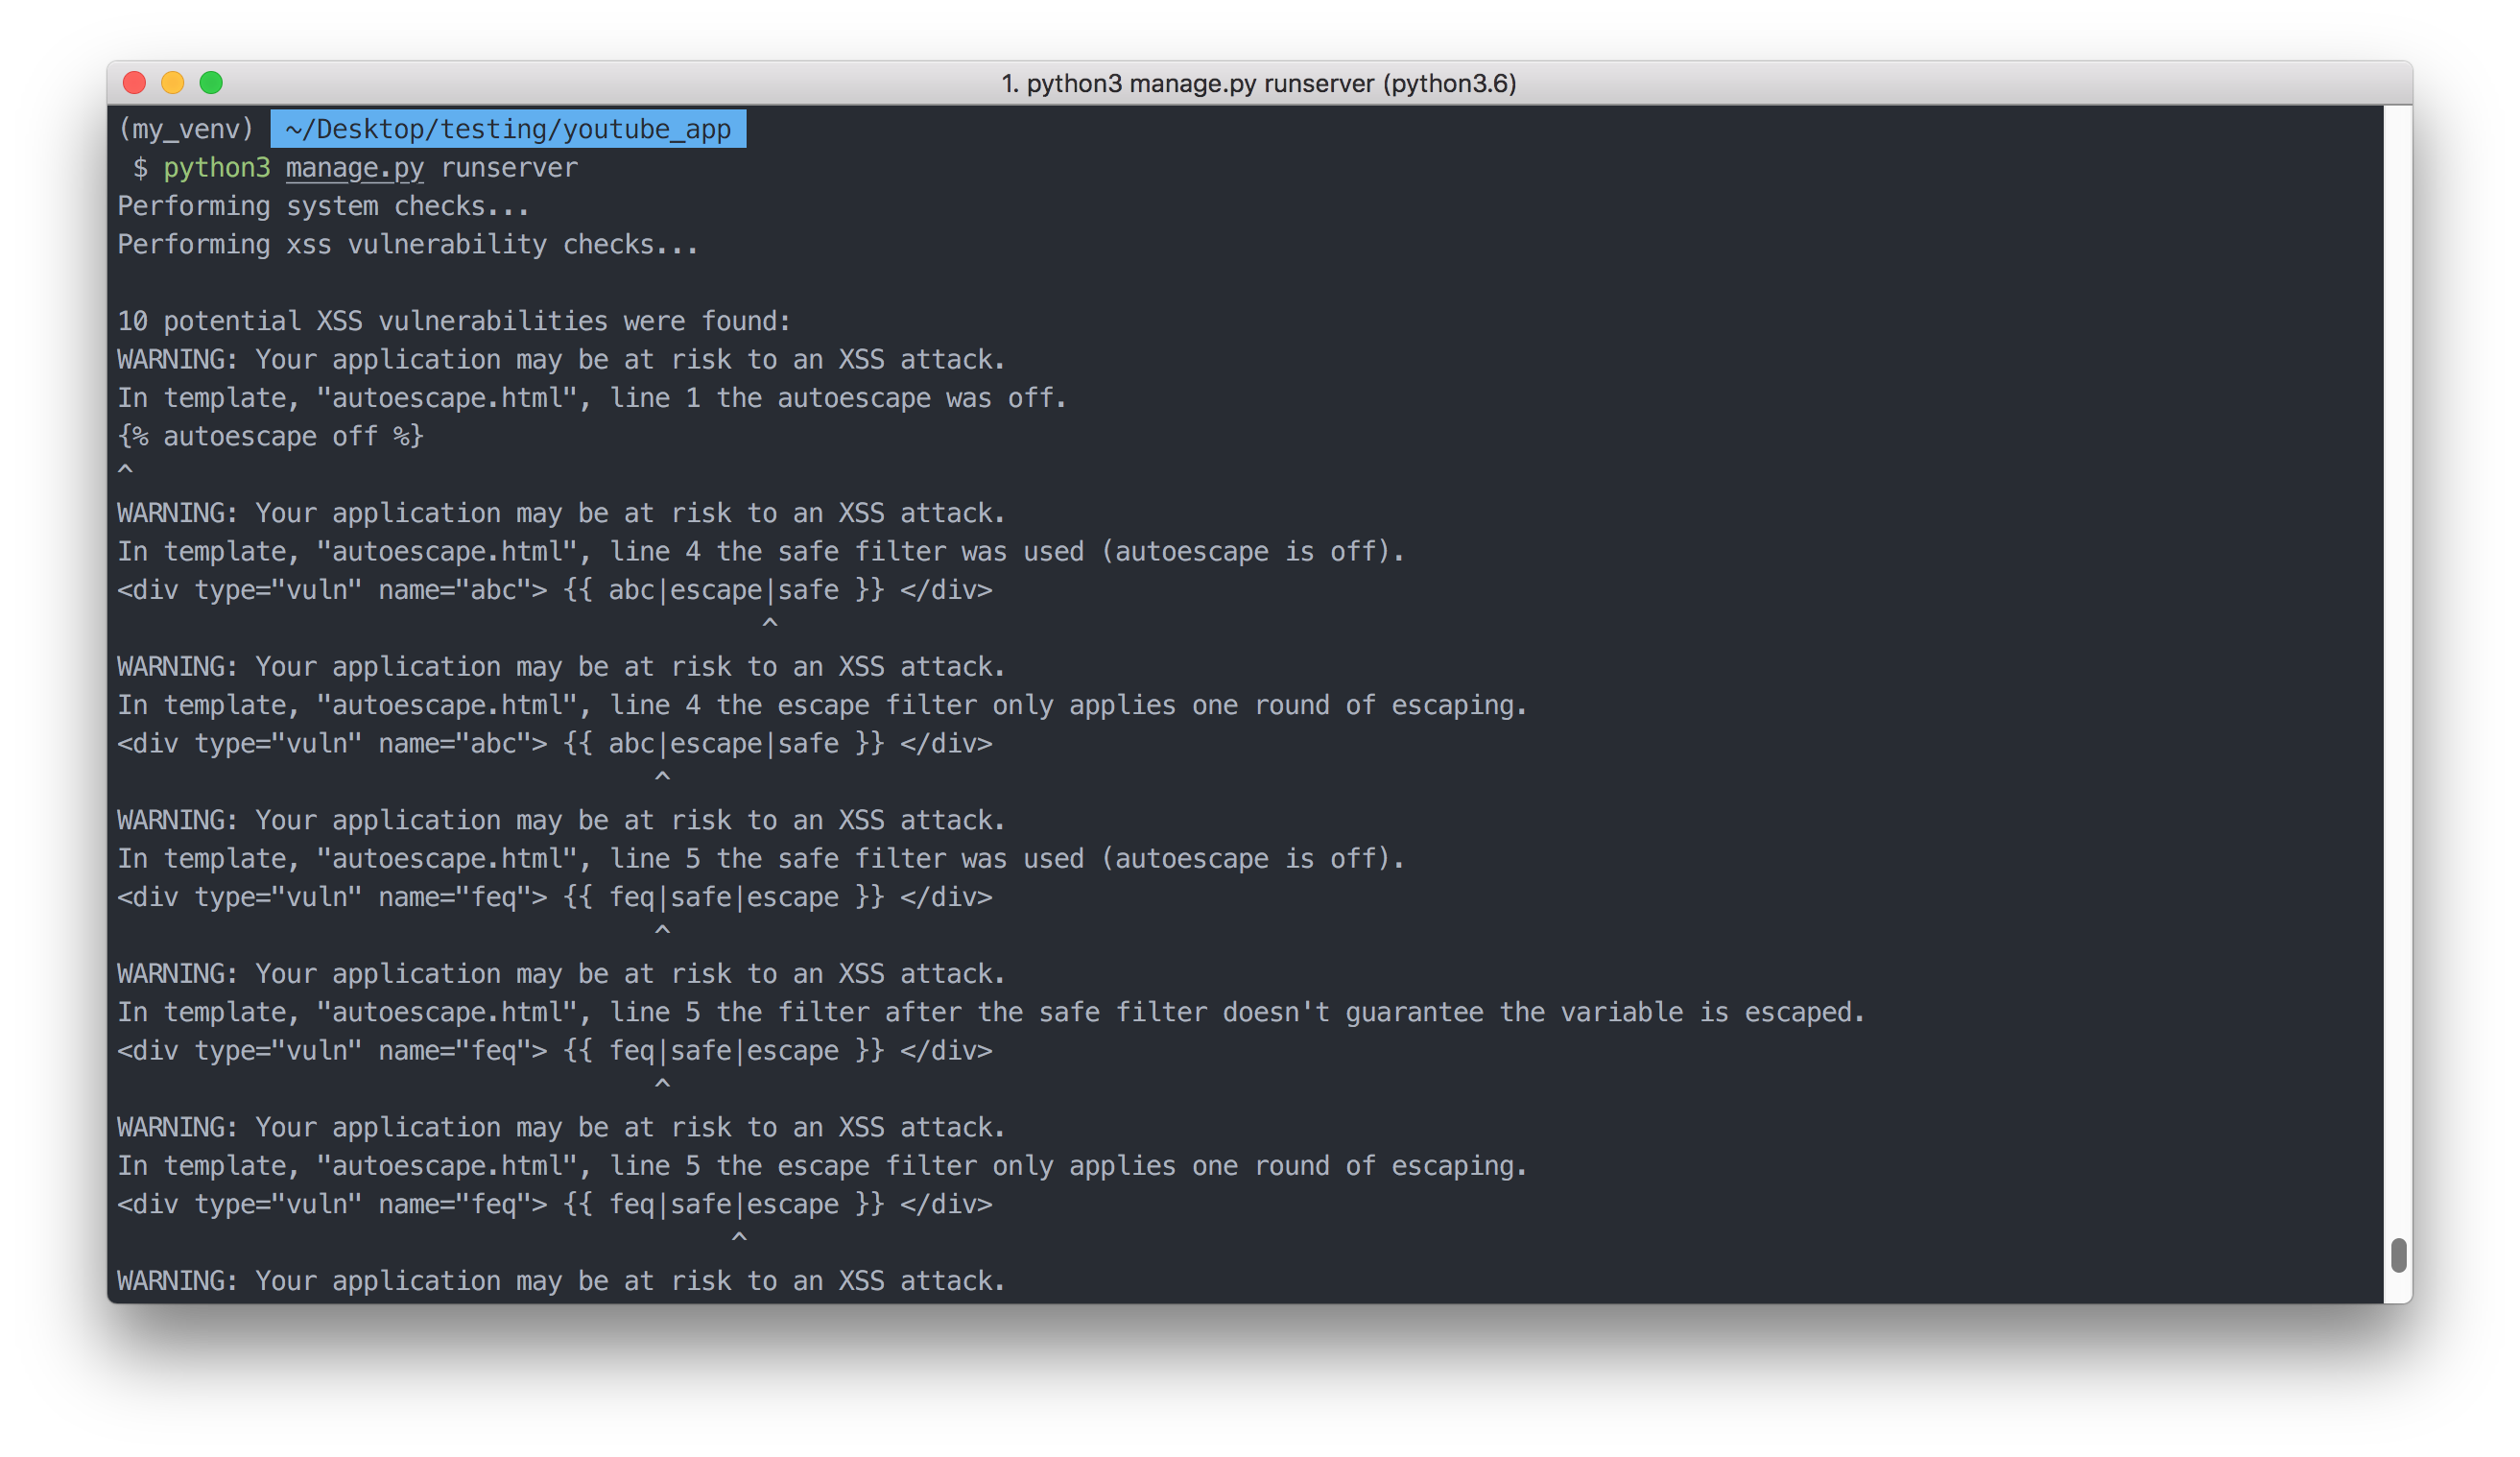 1. python3 manage.py runserver (python3.6)
(my_venv) ~/Desktop/testing/youtube_app
$ python3 manage.py runserver
Performing system checks...
Performing xss vulnerability checks...
10 potential XSS vulnerabilities were found:
WARNING: Your application may be at risk to an XSS attack.
In template, "autoescape.html", line 1 the autoescape was off.
{% autoescape off %}
^
WARNING: Your application may be at risk to an XSS attack.
In template, "autoescape.html", line 4 the safe filter was used (autoescape is off).
<div type="vuln" name="abc"> {{ abc|escape|safe }} </div>
^
WARNING: Your application may be at risk to an XSS attack.
In template, "autoescape.html", line 4 the escape filter only applies one round of escaping.
<div type="vuln" name="abc"> {{ abc|escape|safe }} </div>
^
WARNING: Your application may be at risk to an XSS attack.
In template, "autoescape.html", line 5 the safe filter was used (autoescape is off).
<div type="vuln" name="feq"> {{ feq|safe|escape }} </div>
^
WARNING: Your application may be at risk to an XSS attack.
In template, "autoescape.html", line 5 the filter after the safe filter doesn't guarantee the variable is escaped.
<div type="vuln" name="feq"> {{ feq|safe|escape }} </div>
^
WARNING: Your application may be at risk to an XSS attack.
In template, "autoescape.html", line 5 the escape filter only applies one round of escaping.
<div type="vuln" name="feq"> {{ feq|safe|escape }} </div>
^
WARNING: Your application may be at risk to an XSS attack.